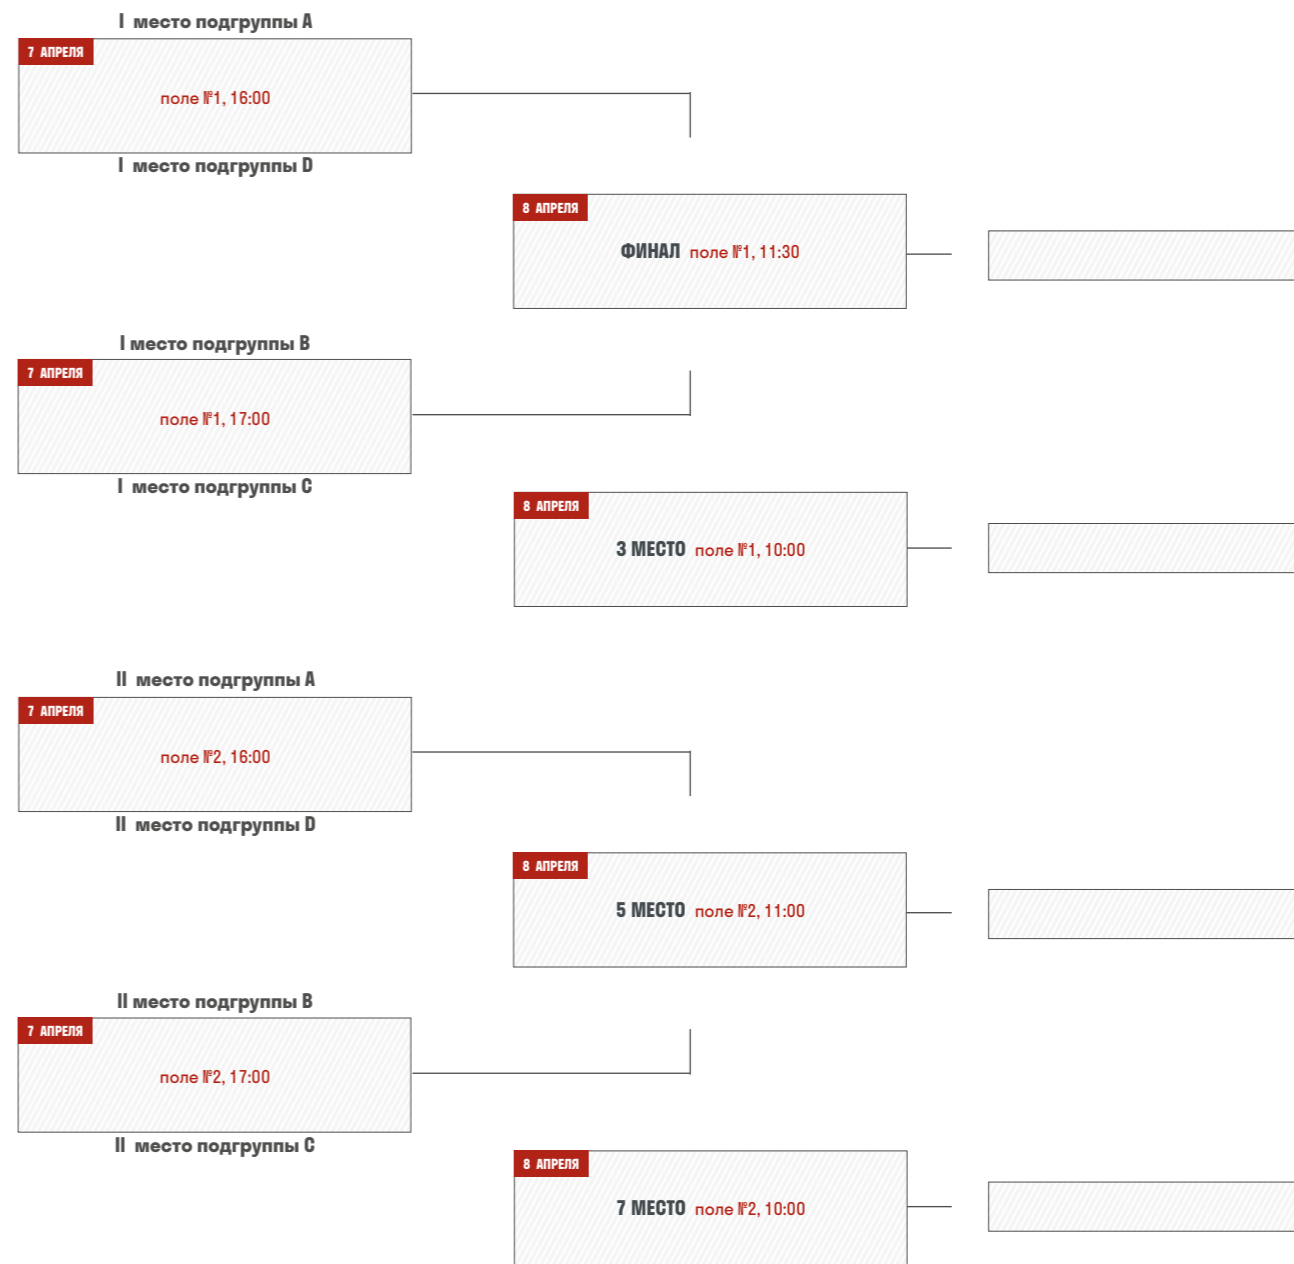 I место подгруппы A
7 АПРЕЛЯ
поле №1, 16:00
I место подгруппы D
8 АПРЕЛЯ
ФИНАЛ поле №1, 11:30
I место подгруппы B
7 АПРЕЛЯ
поле №1, 17:00
I место подгруппы C
8 АПРЕЛЯ
3 МЕСТО поле №1, 10:00
II место подгруппы A
7 АПРЕЛЯ
поле №2, 16:00
II место подгруппы D
8 АПРЕЛЯ
5 МЕСТО поле №2, 11:00
II место подгруппы B
7 АПРЕЛЯ
поле №2, 17:00
II место подгруппы C
8 АПРЕЛЯ
7 МЕСТО поле №2, 10:00